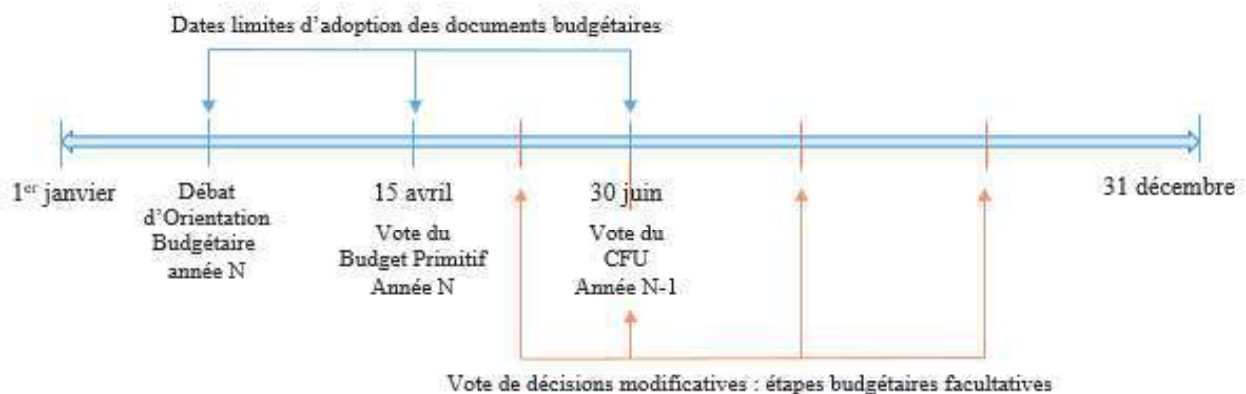 Dates limites d’adoption des documents budgétaires
1er janvier
Débat
d’Orientation
Budgétaire
année N
15 avril
Vote du
Budget Primitif
Année N
30 juin
Vote du
CFU
Année N-1
31 décembre
Vote de décisions modificatives : étapes budgétaires facultatives